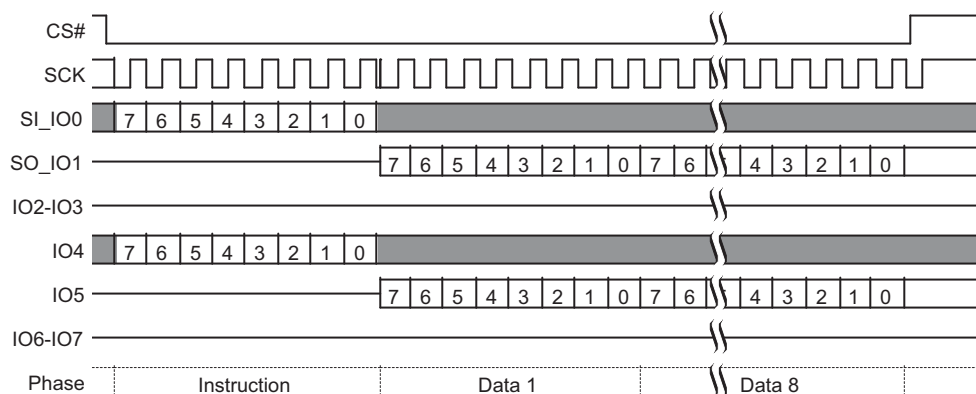 CS#
SCK
SI_IO0 7 6 5 4 3 2 1 0
SO_IO1 7 6 5 4 3 2 1 0 7 6 4 3 2 1 0
IO2-IO3
IO4 7 6 5 4 3 2 1 0
IO5 7 6 5 4 3 2 1 0 7 6 4 3 2 1 0
IO6-IO7
Phase Instruction Data 1 Data 8